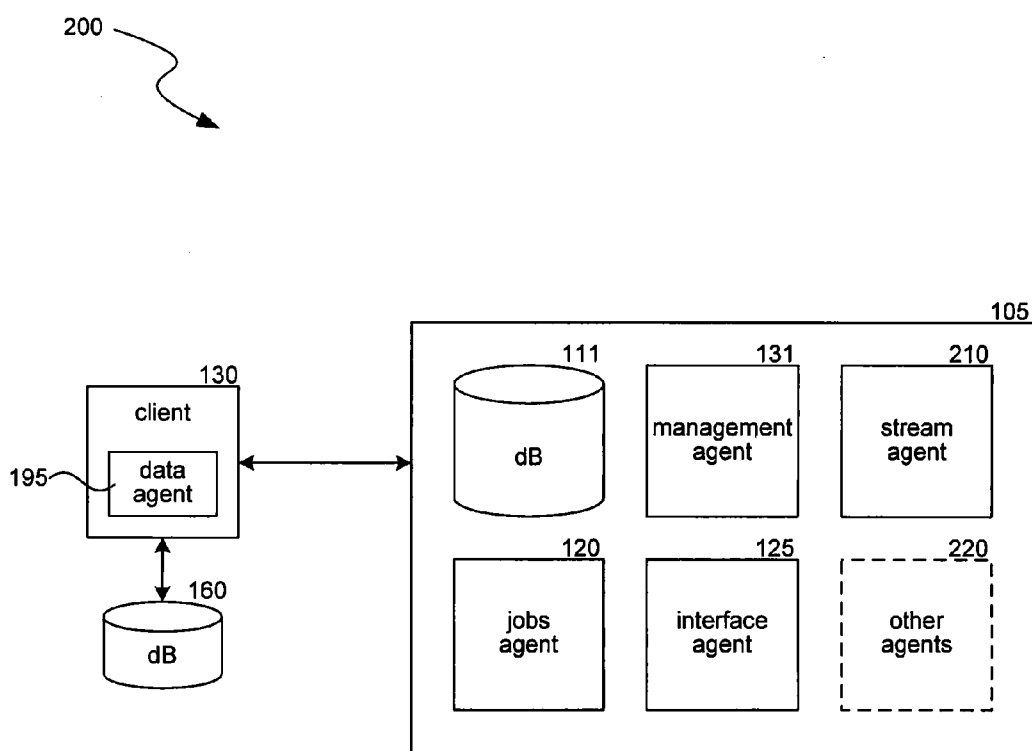 200
105
111
131
210
130
client
management
agent
stream
agent
dB
195
data
agent
120
125
220
160
jobs
agent
interface
agent
other
agents
dB